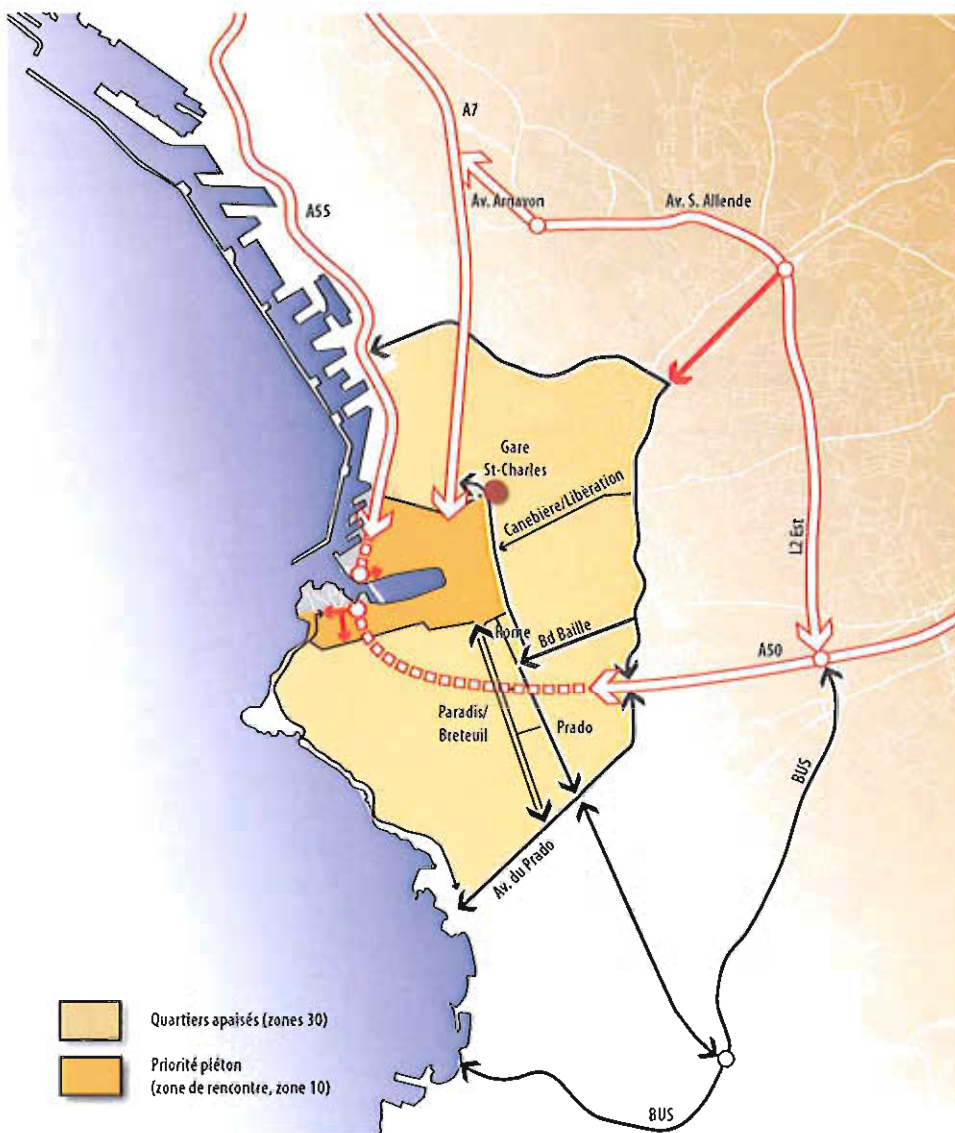 A7
Av. Arnavon
Av. S. Allende
A55
Gare
St-Charles
Canebière/Libération
L2 Est
Rome
Bd Baille
A50
Paradis/
Breteuil
Prado
BUS
Av. du Prado
Quartiers apaisés (zones 30)
Priorité piéton
(zone de rencontre, zone 10)
BUS